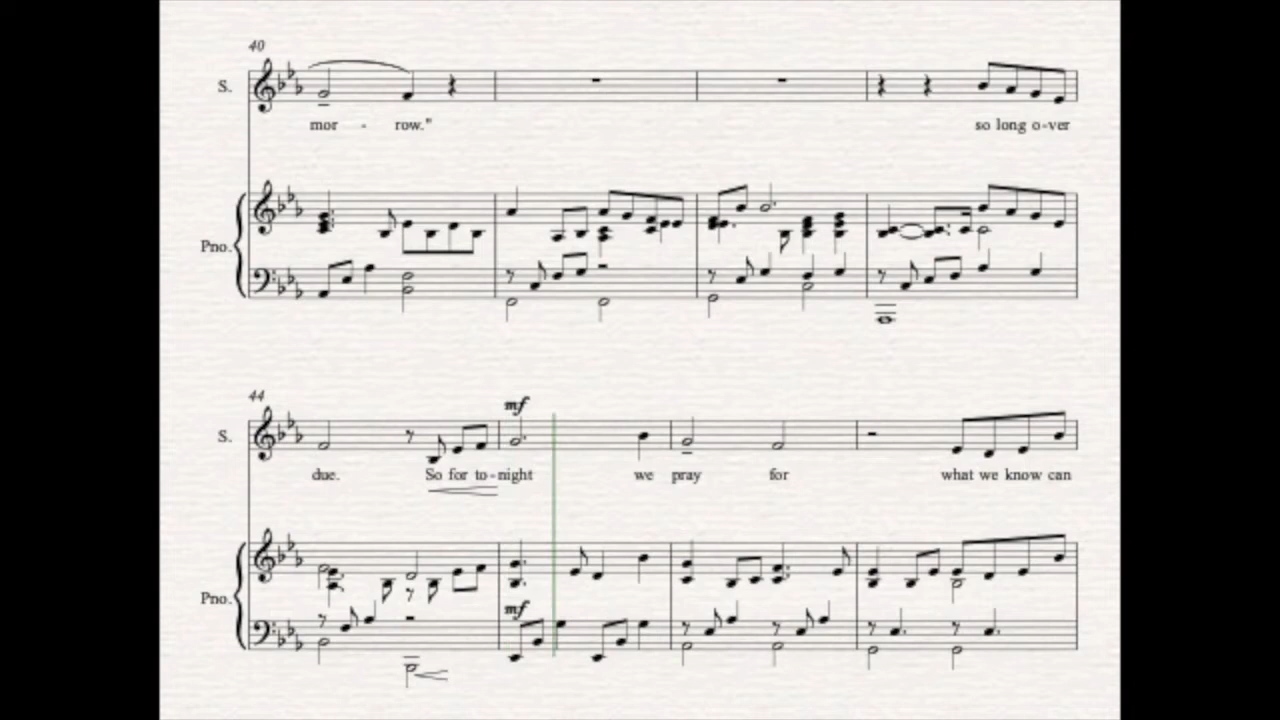 40
S.
mor - row."
so long o-ver
Pno.
44
mf
S.
due. So for to-night we pray for what we know can
Pno.
mf